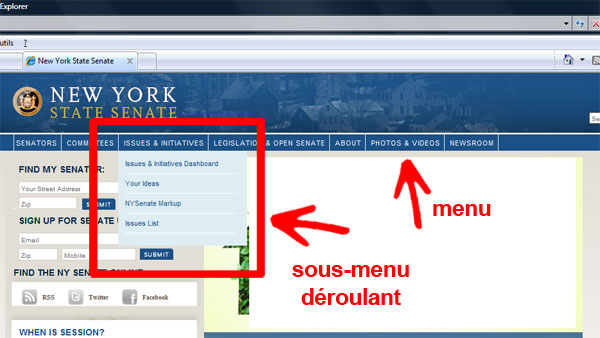 Explorer
utils ?
New York State Senate
NEW YORK
STATE SENATE
SENATORS COMMITTEES ISSUES & INITIATIVES LEGISLATION & OPEN SENATE ABOUT PHOTOS & VIDEOS NEWSROOM
FIND MY SENATOR:
Your Street Address
Zip SUBMIT
SIGN UP FOR SENATE
Email
Zip Mobile SUBMIT
FIND THE NY SENATE ONLINE
RSS Twitter Facebook
WHEN IS SESSION?
Issues & Initiatives Dashboard
Your Ideas
NYSenate Markup
Issues List
menu
sous-menu
déroulant